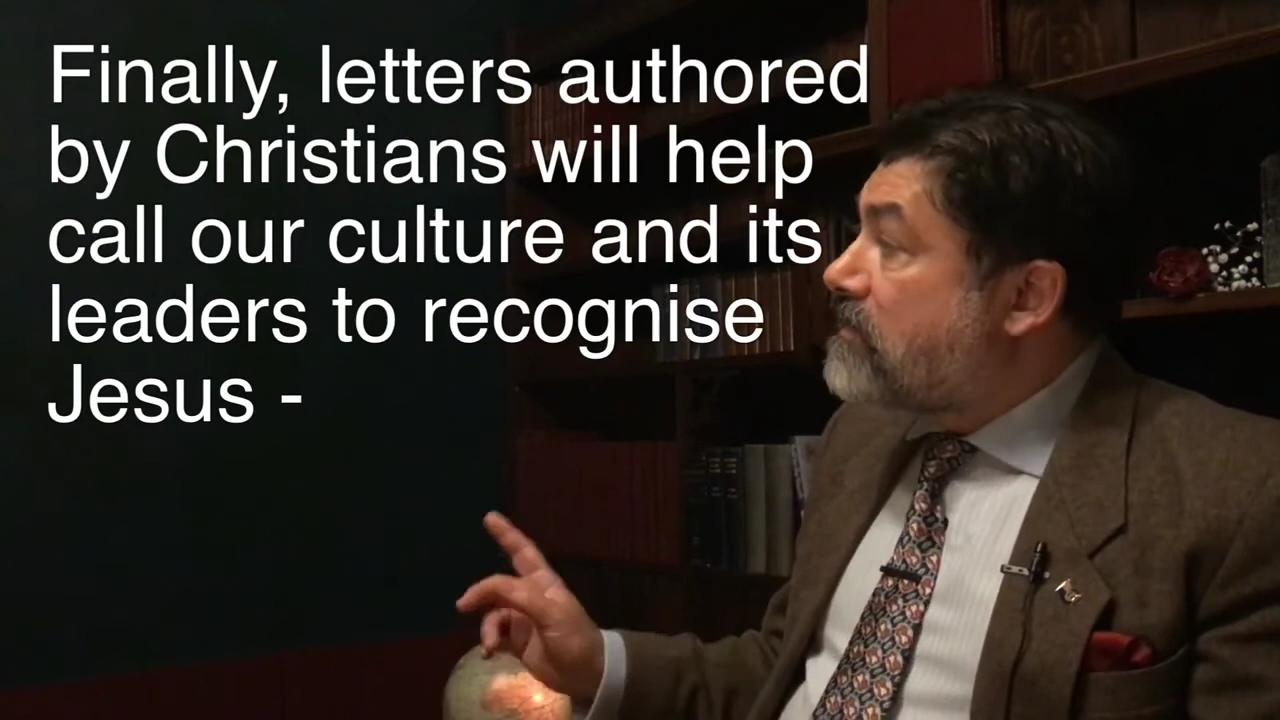 Finally, letters authored
by Christians will help
call our culture and its
leaders to recognise
Jesus -